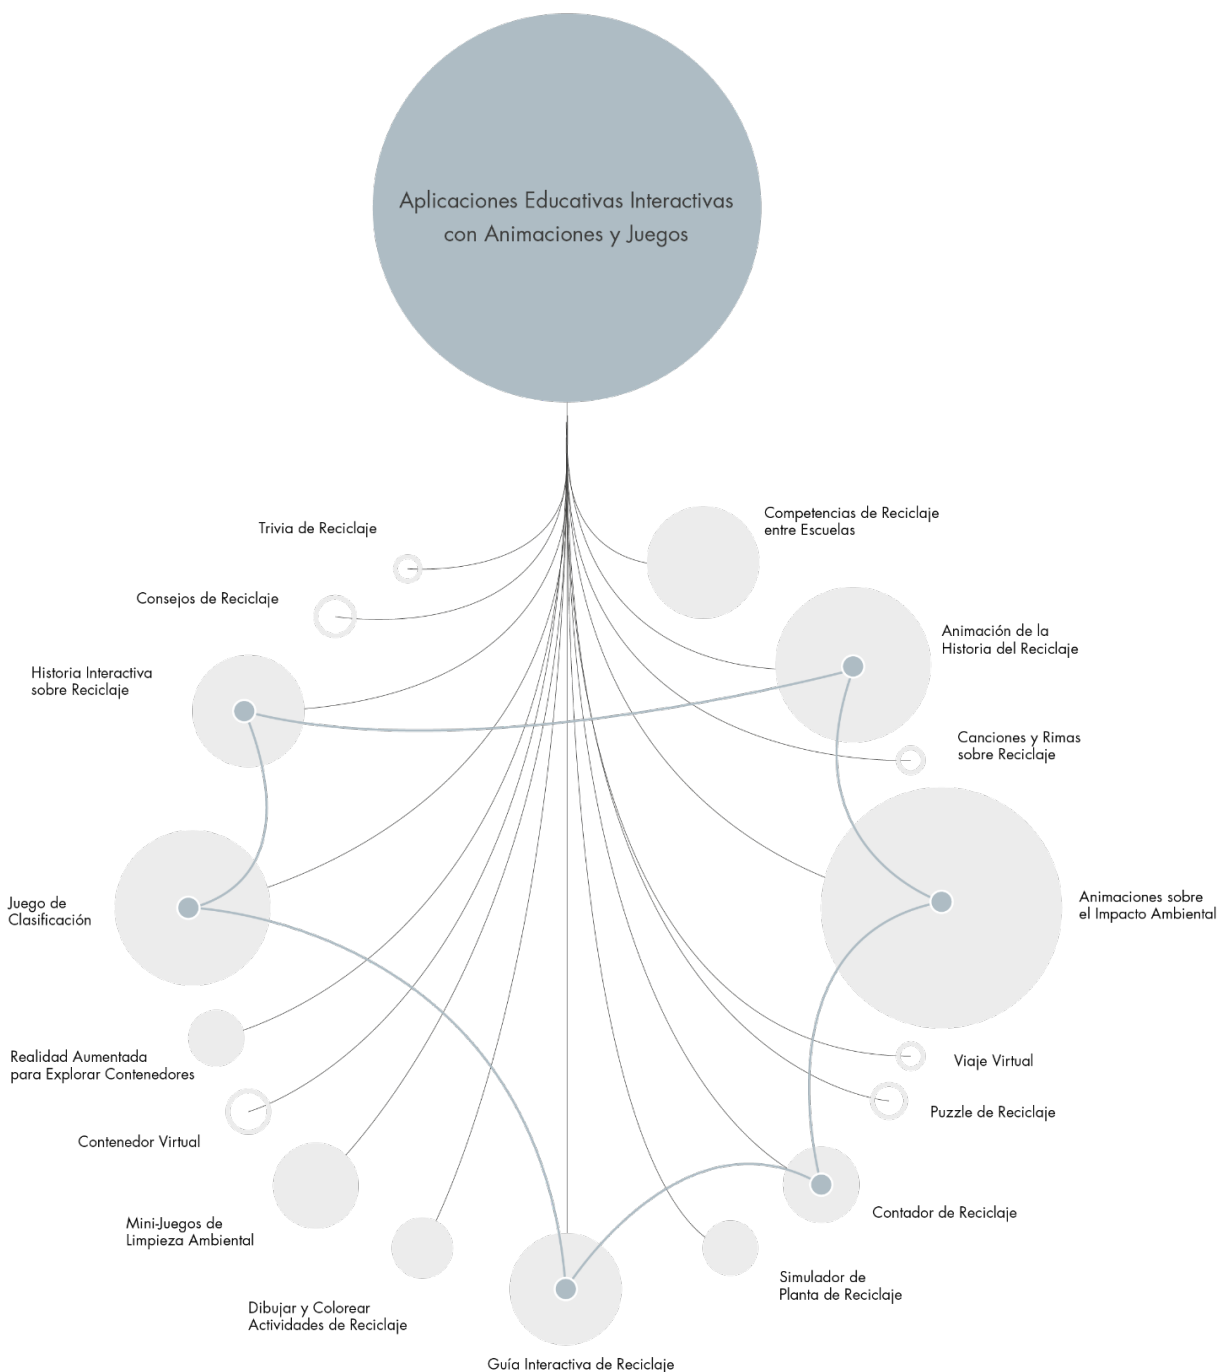 Aplicaciones Educativas Interactivas
con Animaciones y Juegos
Competencias de Reciclaje
entre Escuelas
Trivia de Reciclaje
Consejos de Reciclaje
Animación de la
Historia del Reciclaje
Historia Interactiva
sobre Reciclaje
Canciones y Rimas
sobre Reciclaje
Juego de
Clasificación
Animaciones sobre
el Impacto Ambiental
Realidad Aumentada
para Explorar Contenedores
Viaje Virtual
Puzzle de Reciclaje
Contenedor Virtual
Contador de Reciclaje
Mini-Juegos de
Limpieza Ambiental
Simulador de
Planta de Reciclaje
Dibujar y Colorear
Actividades de Reciclaje
Guía Interactiva de Reciclaje